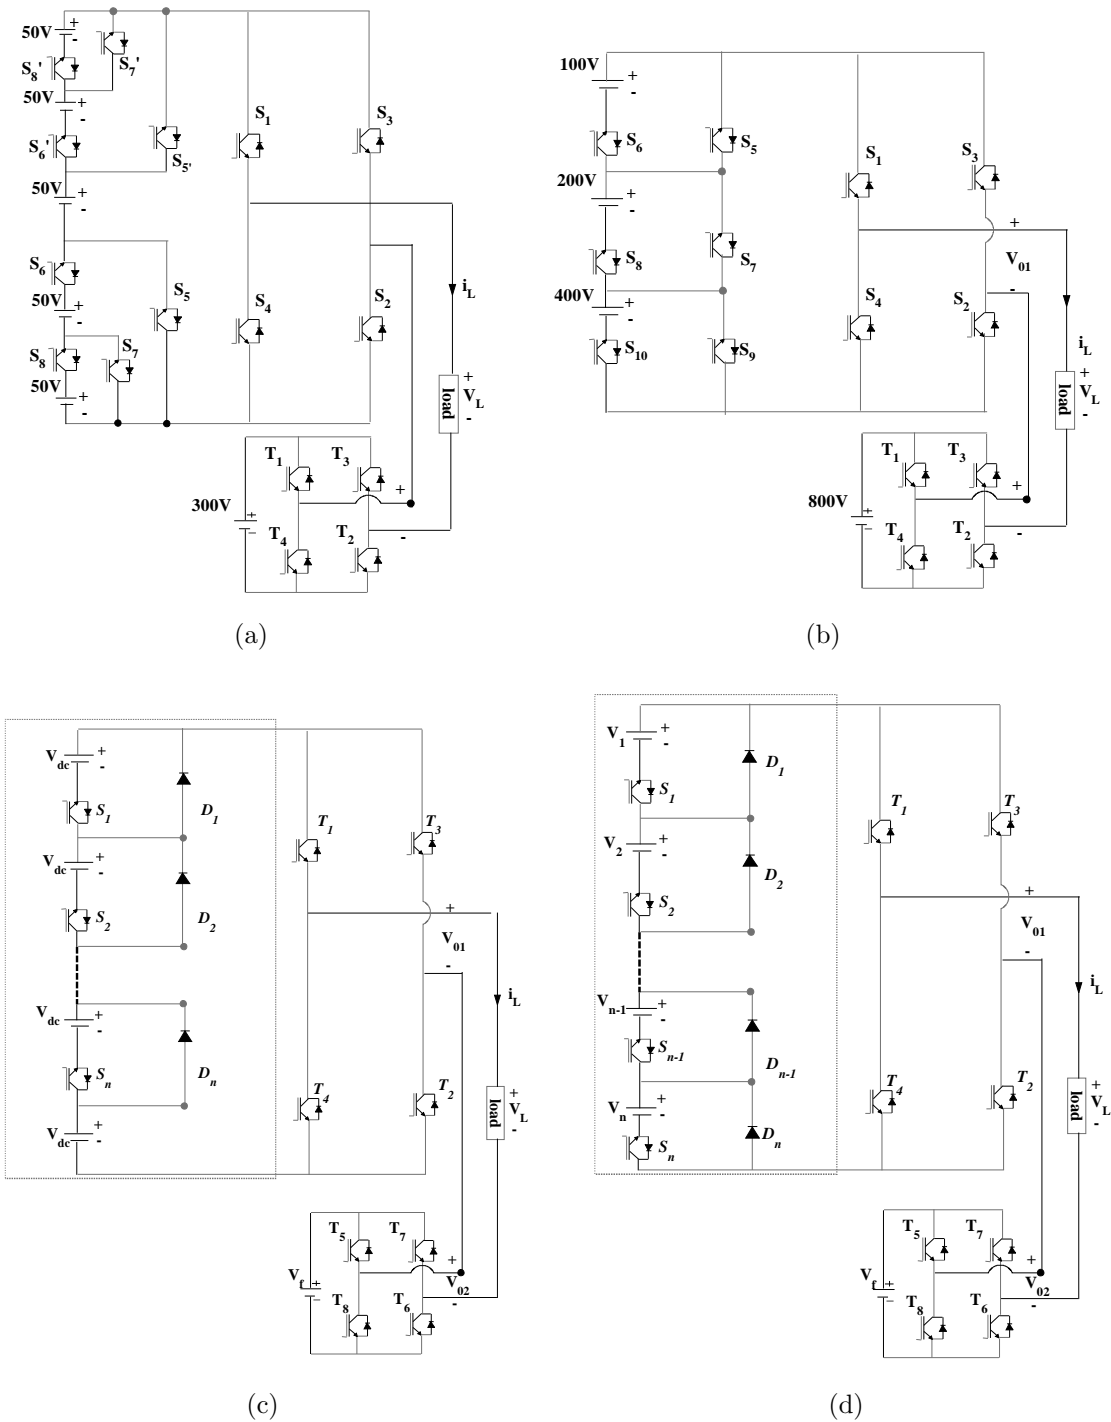 50V + -
S8' S7'
50V + -
S6' S5'
50V + -
S6
50V + -
S5
S8 S7
50V + -
S1 S3
S4 S2
iL
+ VL -
load
T1 T3
300V + -
T4 T2
+ -
(a)
100V + -
S6 S5
200V + -
S8 S7
400V + -
S10 S9
S1 S3
+ V01 -
S4 S2
iL
+ VL -
load
T1 T3
800V + -
T4 T2
+ -
(b)
Vdc + -
S1 D1
Vdc + -
S2 D2
Vdc + -
Sn Dn
Vdc + -
T1 T3
+ V01 -
T4 T2
iL
+ VL -
load
T5 T7
Vf + -
T8 T6
+ V02 -
(c)
V1 + -
S1 D1
V2 + -
S2 D2
Vn-1 + -
Sn-1 Dn-1
Vn + -
Sn Dn
T1 T3
+ V01 -
T4 T2
iL
+ VL -
load
T5 T7
Vf + -
T8 T6
+ V02 -
(d)